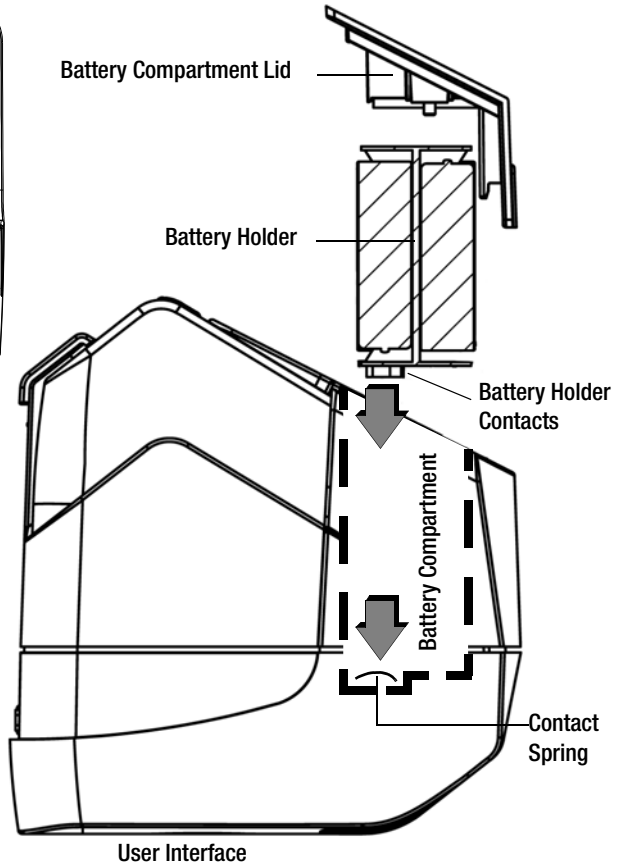 Battery Compartment Lid
Battery Holder
Battery Holder
Contacts
Battery Compartment
Contact
Spring
User Interface